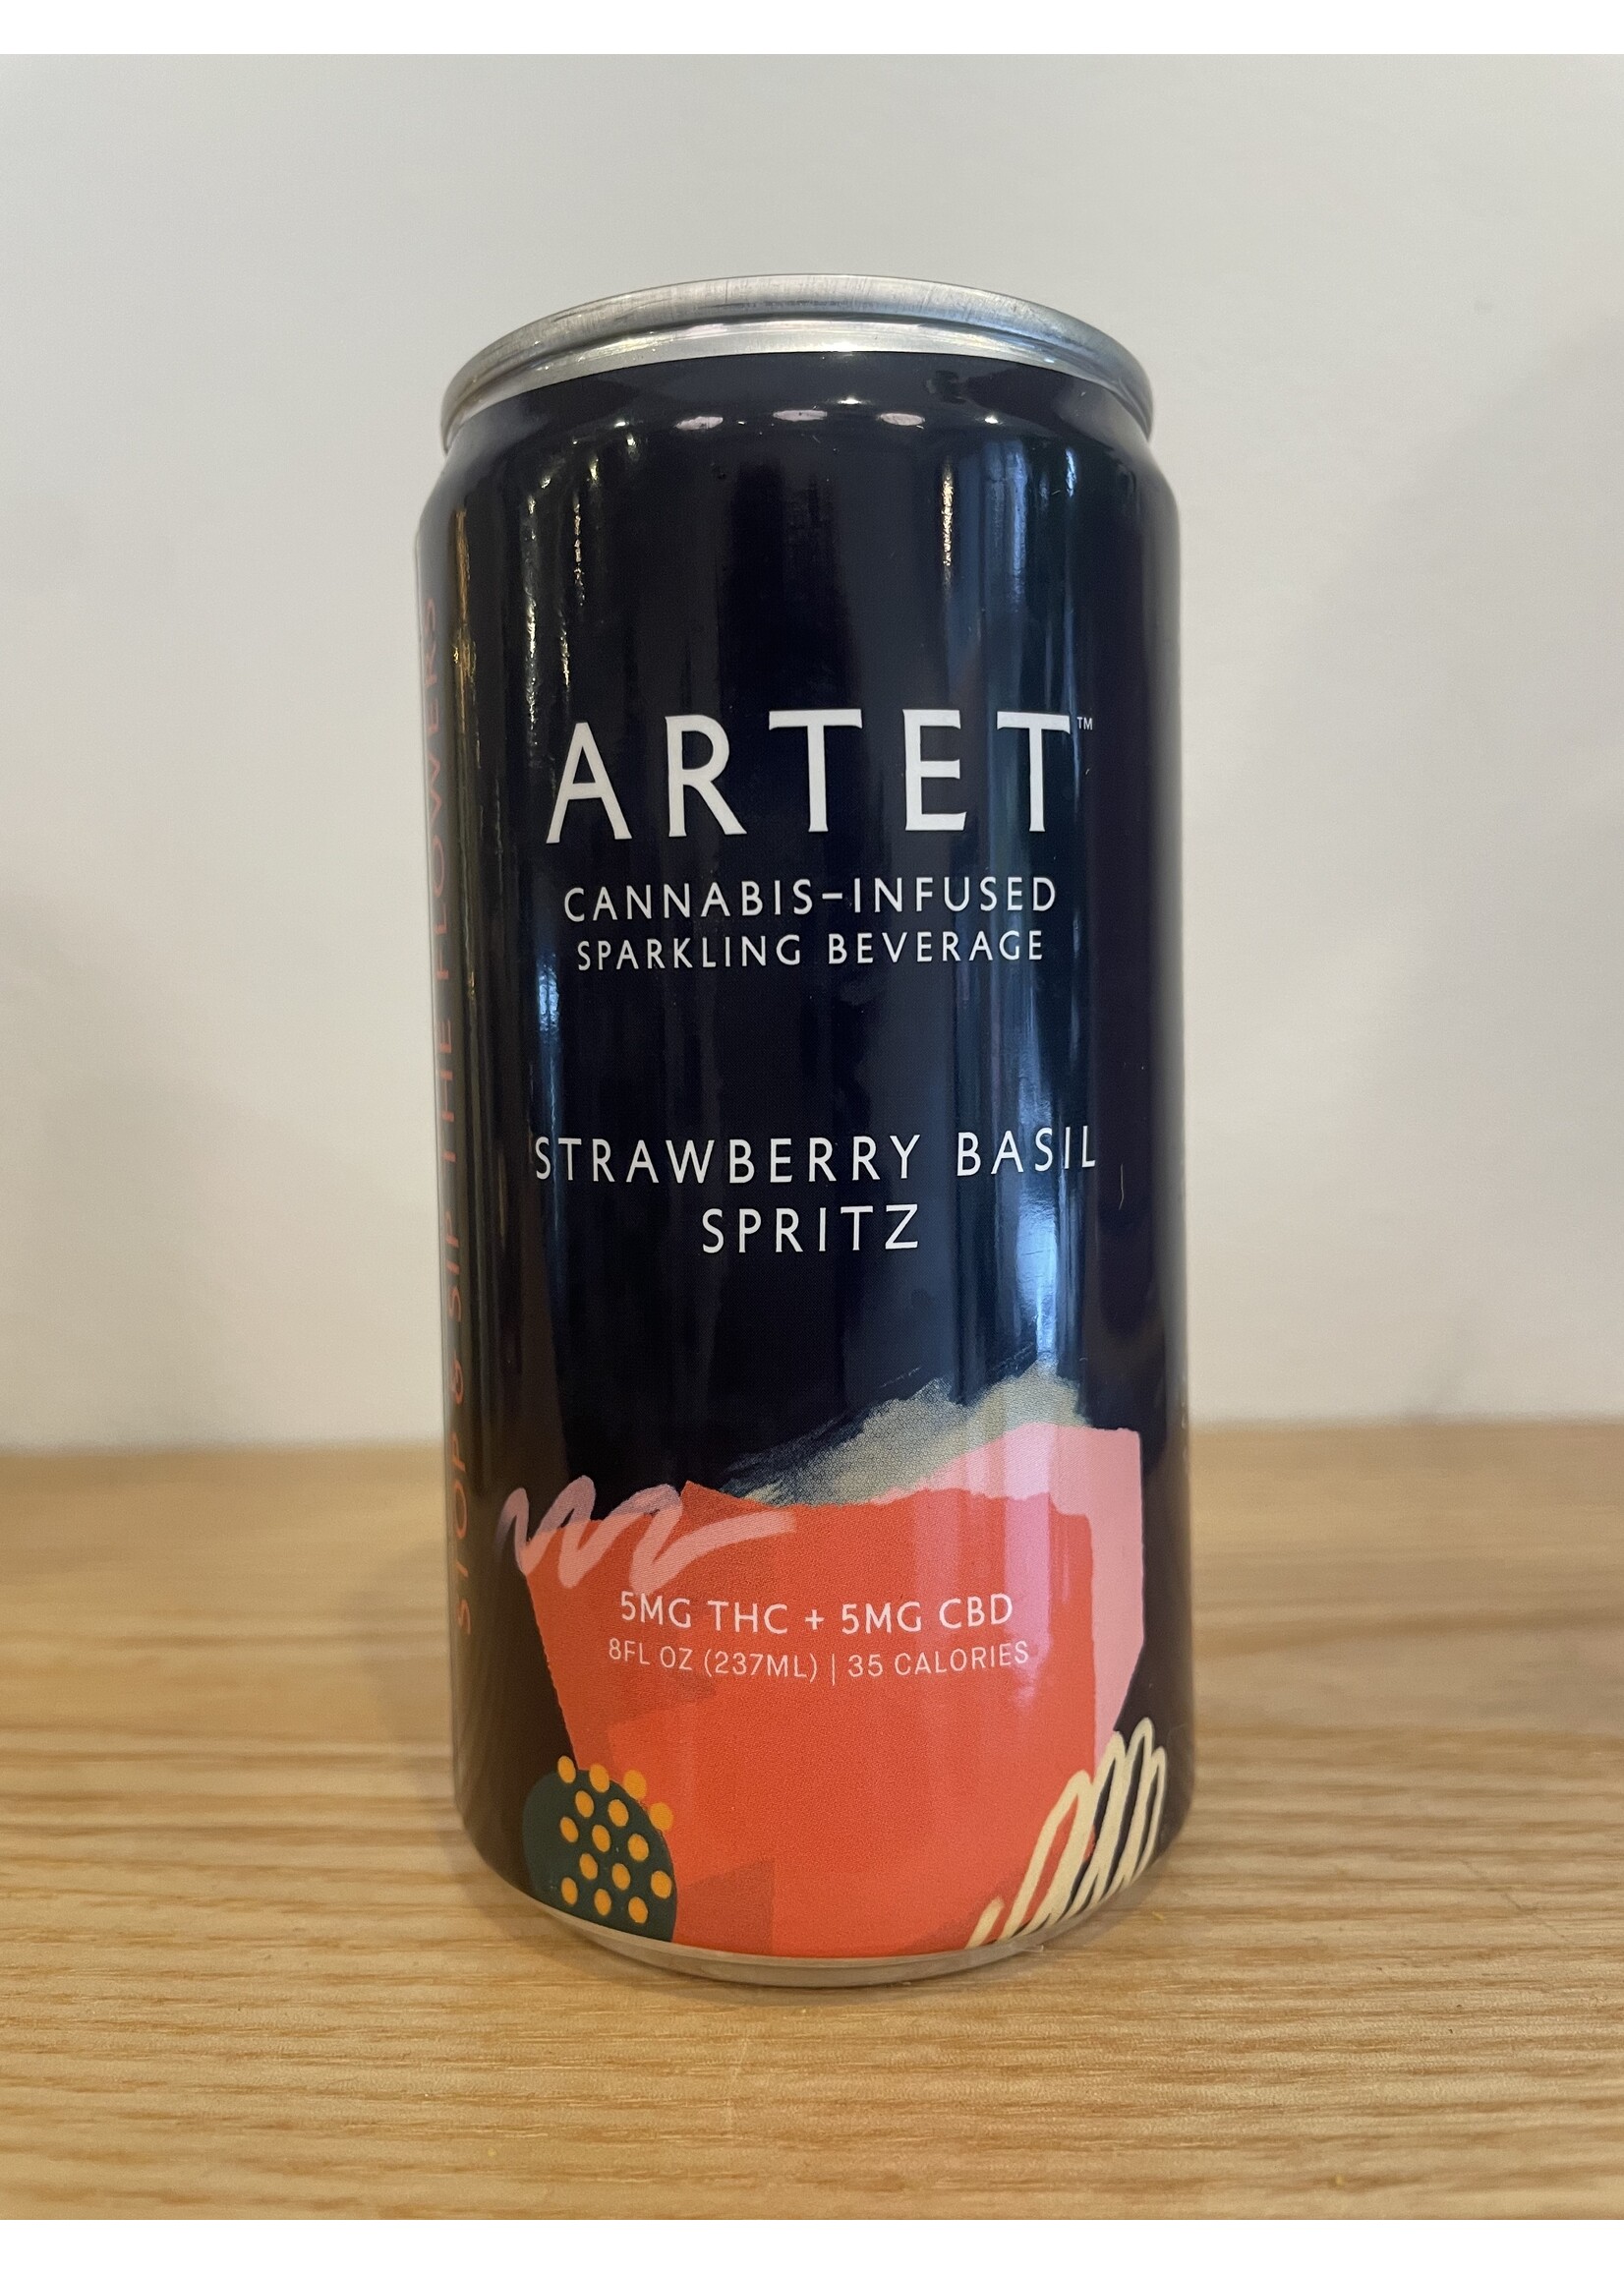 ARTET™
CANNABIS-INFUSED
SPARKLING BEVERAGE
STRAWBERRY BASIL
SPRITZ
5MG THC + 5MG CBD
8FL OZ (237ML) | 35 CALORIES
STOP & SIP THE FLOWERS